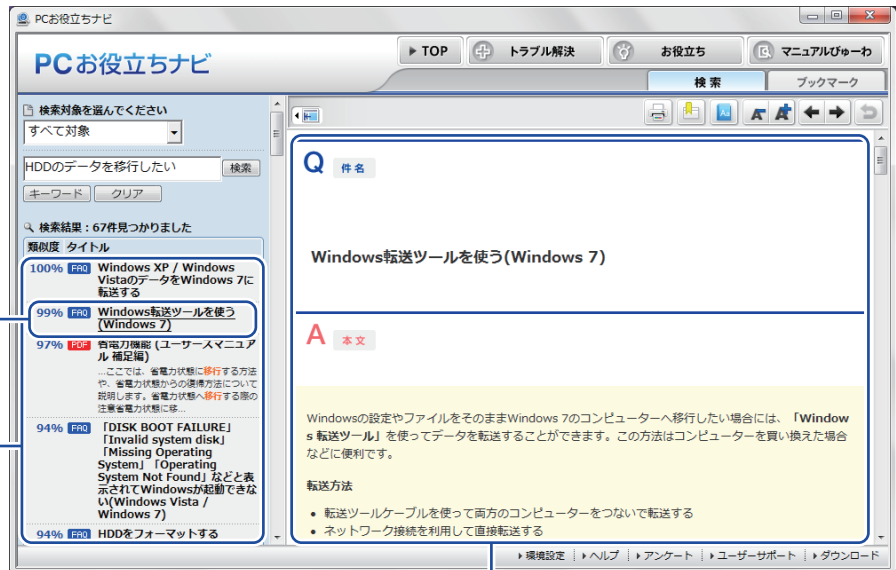 PCお役立ちナビ
PCお役立ちナビ
TOP
トラブル解決
お役立ち
マニュアルびゅーわ
検索
ブックマーク
検索対象を選んでください
すべて対象
HDDのデータを移行したい
検索
キーワード
クリア
検索結果：67件見つかりました
類似度 タイトル
100% FAQ Windows XP / Windows
VistaのデータをWindows 7に
転送する
99% FAQ Windows転送ツールを使う
(Windows 7)
97% PDF 省電力機能 (ユーザーズマニュア
ル 補足編)
...ここでは、省電力状態に移行する方法
や、省電力状態からの復帰方法について
説明します。省電力状態へ移行する際の
注意省電力状態に移...
94% FAQ 「DISK BOOT FAILURE」
「Invalid system disk」
「Missing Operating
System」「Operating
System Not Found」などと表
示されてWindowsが起動できな
い(Windows Vista /
Windows 7)
94% FAQ HDDをフォーマットする
Q 件名
Windows転送ツールを使う(Windows 7)
A 本文
Windowsの設定やファイルをそのままWindows 7のコンピューターへ移行したい場合には、「Window
s 転送ツール」を使ってデータを転送することができます。この方法はコンピューターを買い換えた場合
などに便利です。
転送方法
• 転送ツールケーブルを使って両方のコンピューターをつないで転送する
• ネットワーク接続を利用して直接転送する
環境設定
ヘルプ
アンケート
ユーザーサポート
ダウンロード